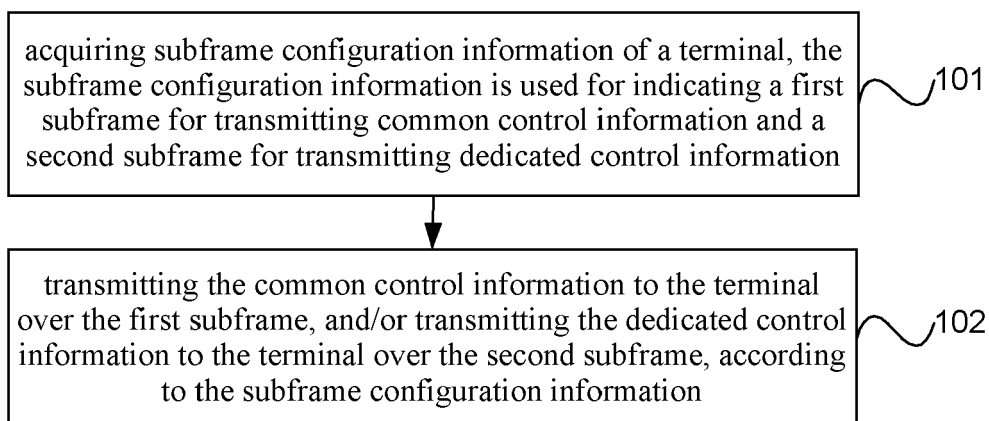 acquiring subframe configuration information of a terminal, the
subframe configuration information is used for indicating a first
subframe for transmitting common control information and a
second subframe for transmitting dedicated control information
101
transmitting the common control information to the terminal
over the first subframe, and/or transmitting the dedicated control
information to the terminal over the second subframe, according
to the subframe configuration information
102